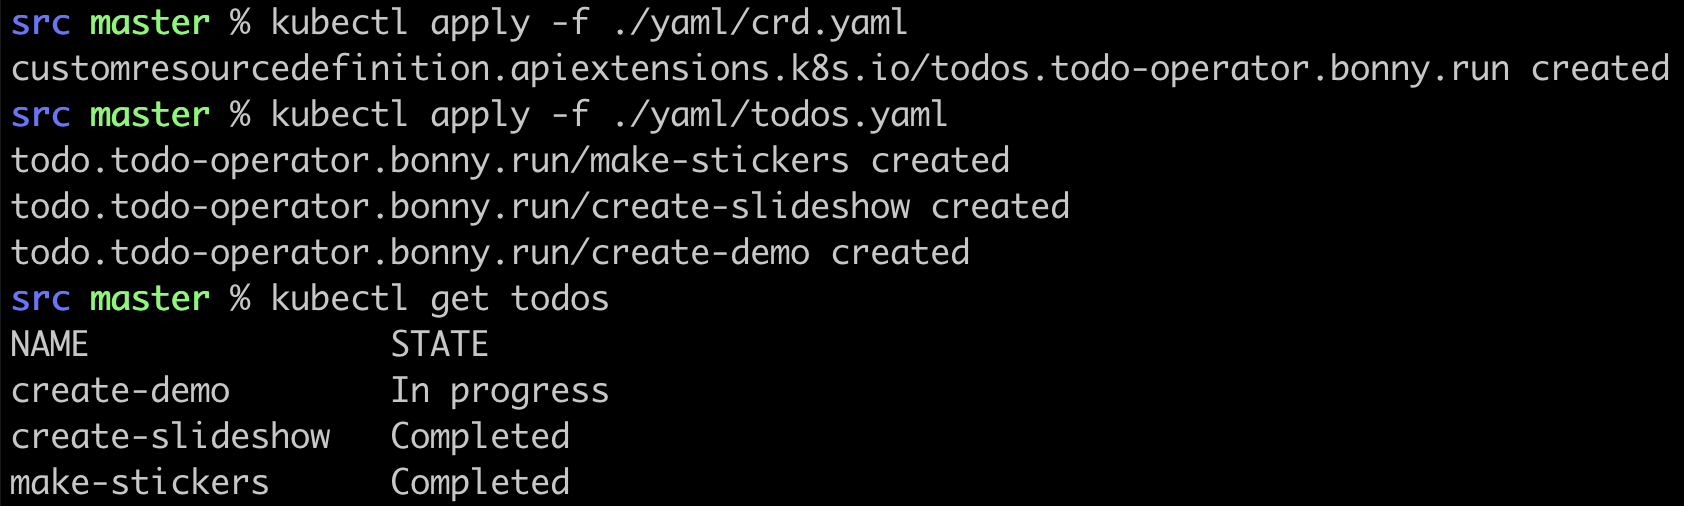 src master % kubectl apply -f ./yaml/crd.yaml
customresourcedefinition.apiextensions.k8s.io/todos.todo-operator.bonny.run created
src master % kubectl apply -f ./yaml/todos.yaml
todo.todo-operator.bonny.run/make-stickers created
todo.todo-operator.bonny.run/create-slideshow created
todo.todo-operator.bonny.run/create-demo created
src master % kubectl get todos
NAME               STATE
create-demo        In progress
create-slideshow   Completed
make-stickers      Completed